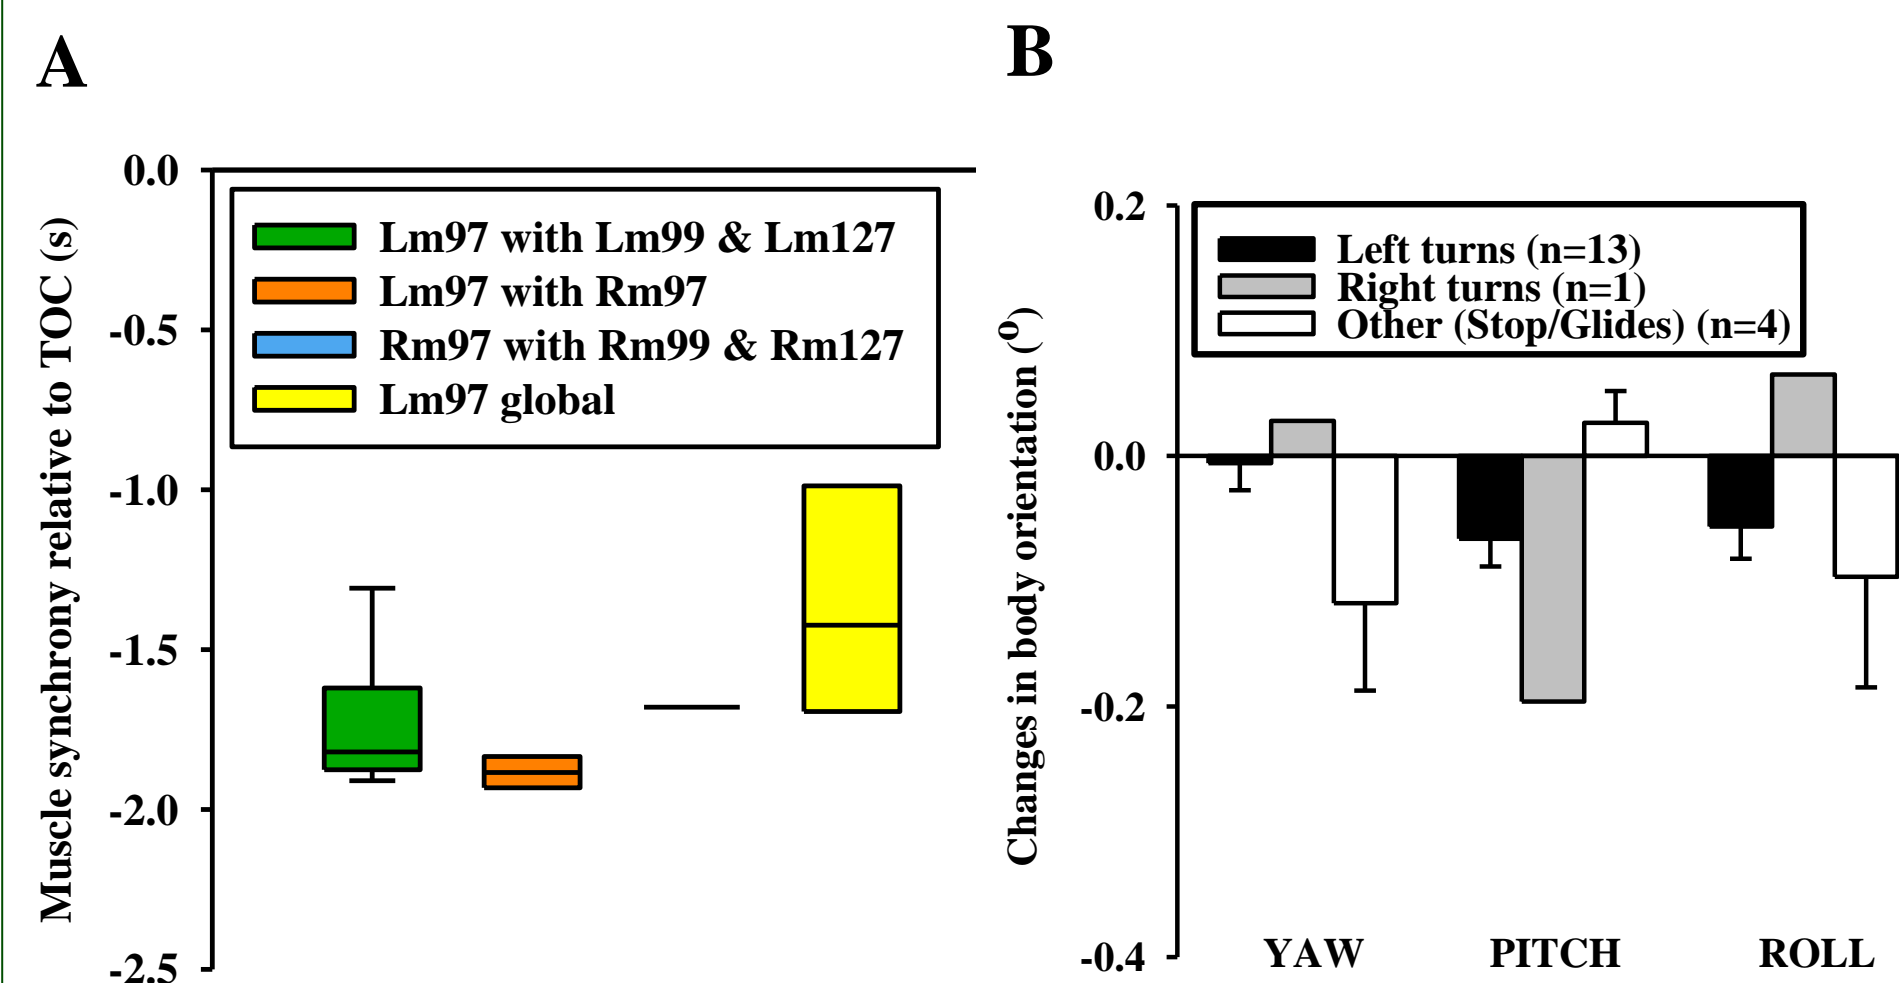 A
Muscle synchrony relative to TOC (s)
0.0
-0.5
-1.0
-1.5
-2.0
-2.5
Lm97 with Lm99 & Lm127
Lm97 with Rm97
Rm97 with Rm99 & Rm127
Lm97 global
B
Changes in body orientation (º)
0.2
0.0
-0.2
-0.4
Left turns (n=13)
Right turns (n=1)
Other (Stop/Glides) (n=4)
YAW
PITCH
ROLL